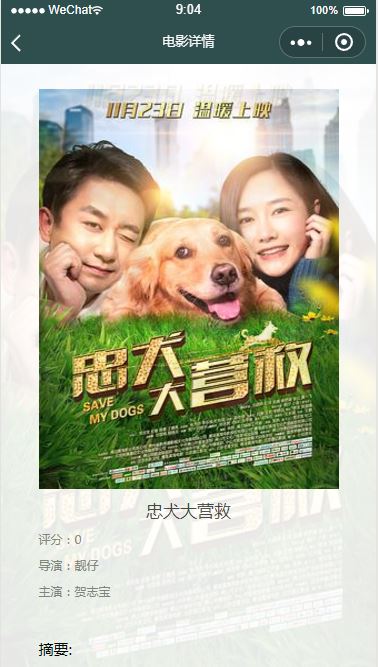 WeChat
9:04
100%
电影详情
11月23日 温暖上映
忠犬
大营救
SAVE
MY DOGS
忠犬大营救
评分：0
导演：靓仔
主演：贺志宝
摘要: